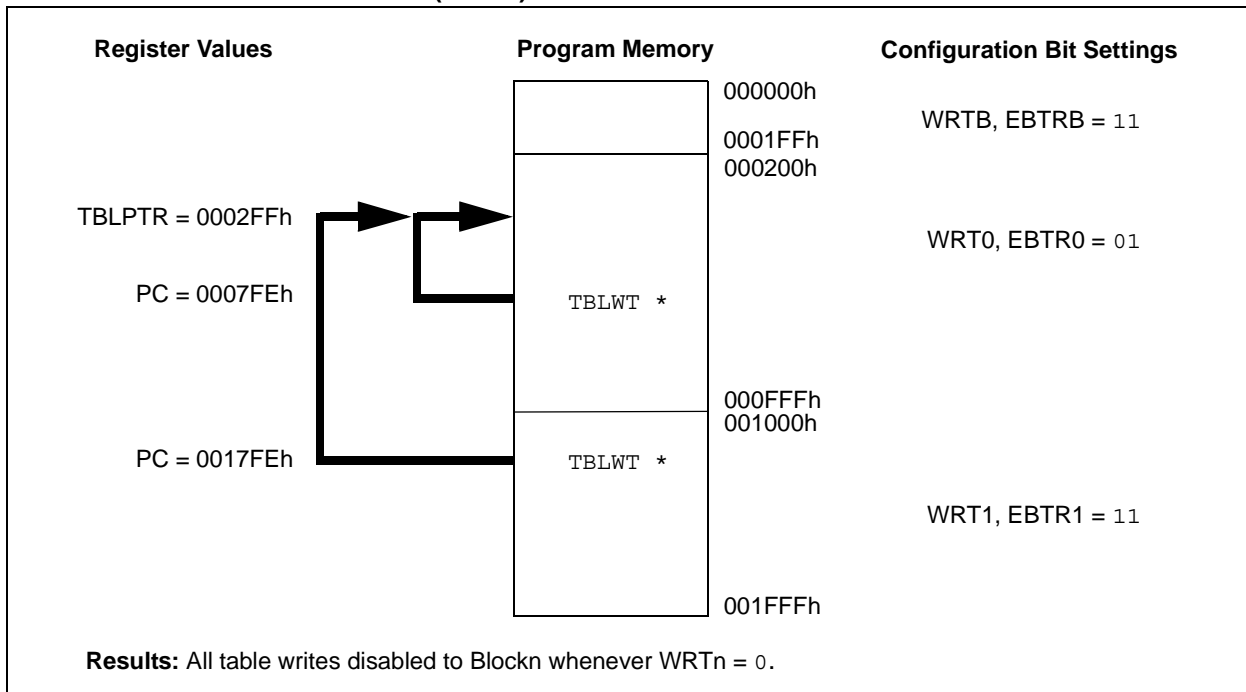 Register Values
Program Memory
Configuration Bit Settings
000000h
WRTB, EBTRB = 11
0001FFh
000200h
TBLPTR = 0002FFh
WRT0, EBTR0 = 01
PC = 0007FEh
TBLWT *
000FFFh
001000h
PC = 0017FEh
TBLWT *
WRT1, EBTR1 = 11
001FFFh
Results: All table writes disabled to Blockn whenever WRTn = 0.